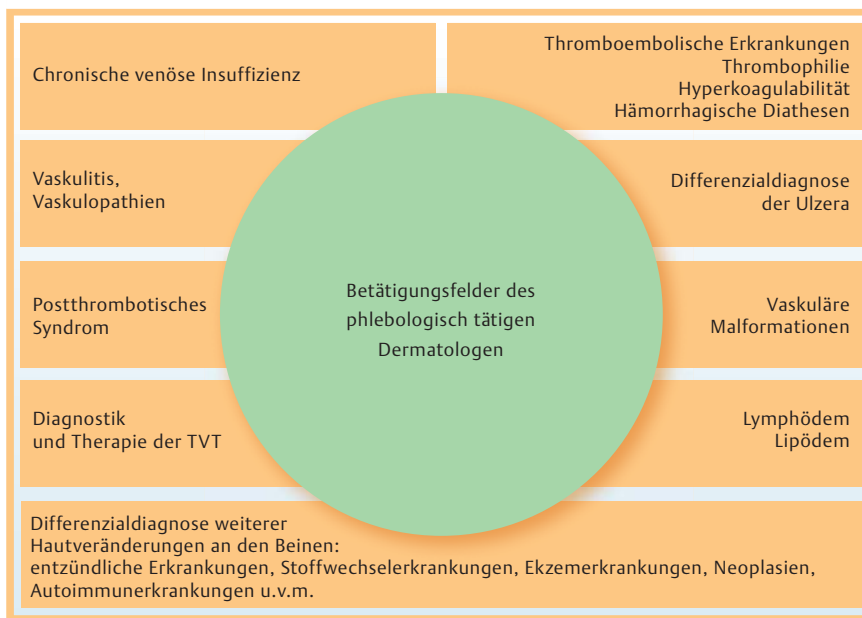 Chronische venöse Insuffizienz
Thromboembolische Erkrankungen
Thrombophilie
Hyperkoagulabilität
Hämorrhagische Diathesen
Vaskulitis,
Vaskulopathien
Differenzialdiagnose
der Ulzera
Betätigungsfelder des
phlebologisch tätigen
Dermatologen
Postthrombotisches
Syndrom
Vaskuläre
Malformationen
Diagnostik
und Therapie der TVT
Lymphödem
Lipödem
Differenzialdiagnose weiterer
Hautveränderungen an den Beinen:
entzündliche Erkrankungen, Stoffwechselerkrankungen, Ekzemerkrankungen, Neoplasien,
Autoimmunerkrankungen u.v.m.